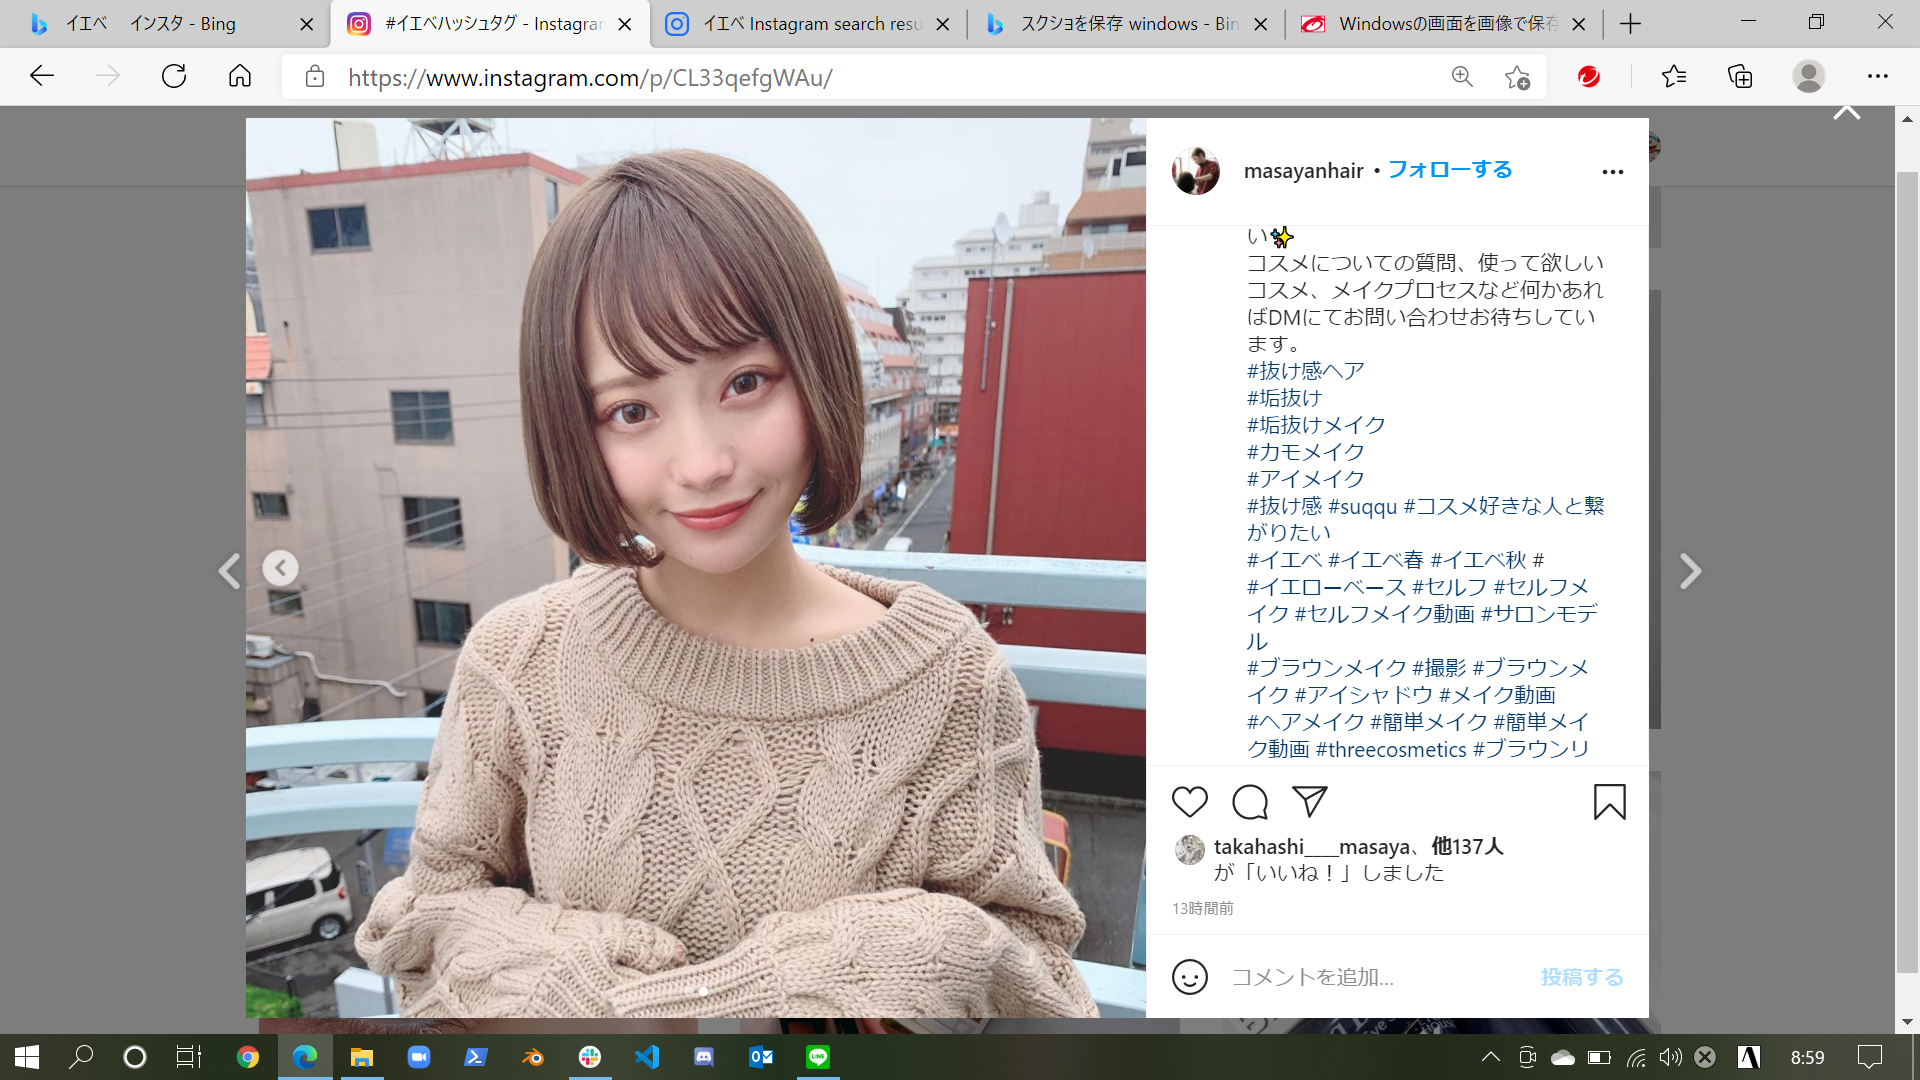 イエベ　インスタ - Bing
#イエベハッシュタグ - Instagram
イエベ Instagram search resu
スクショを保存 windows - Bin
Windowsの画面を画像で保存
https://www.instagram.com/p/CL33qefgWAu/
masayanhair • フォローする
い✨
コスメについての質問、使って欲しい
コスメ、メイクプロセスなど何かあれ
ばDMにてお問い合わせお待ちしてい
ます。
#抜け感ヘア
#垢抜け
#垢抜けメイク
#カモメイク
#アイメイク
#抜け感 #suqqu #コスメ好きな人と繋
がりたい
#イエベ #イエベ春 #イエベ秋 #
#イエローベース #セルフ #セルフメ
イク #セルフメイク動画 #サロンモデ
ル
#ブラウンメイク #撮影 #ブラウンメ
イク #アイシャドウ #メイク動画
#ヘアメイク #簡単メイク #簡単メイ
ク動画 #threecosmetics #ブラウンリ
takahashi____masaya、他137人
が「いいね！」しました
13時間前
コメントを追加...
投稿する
8:59